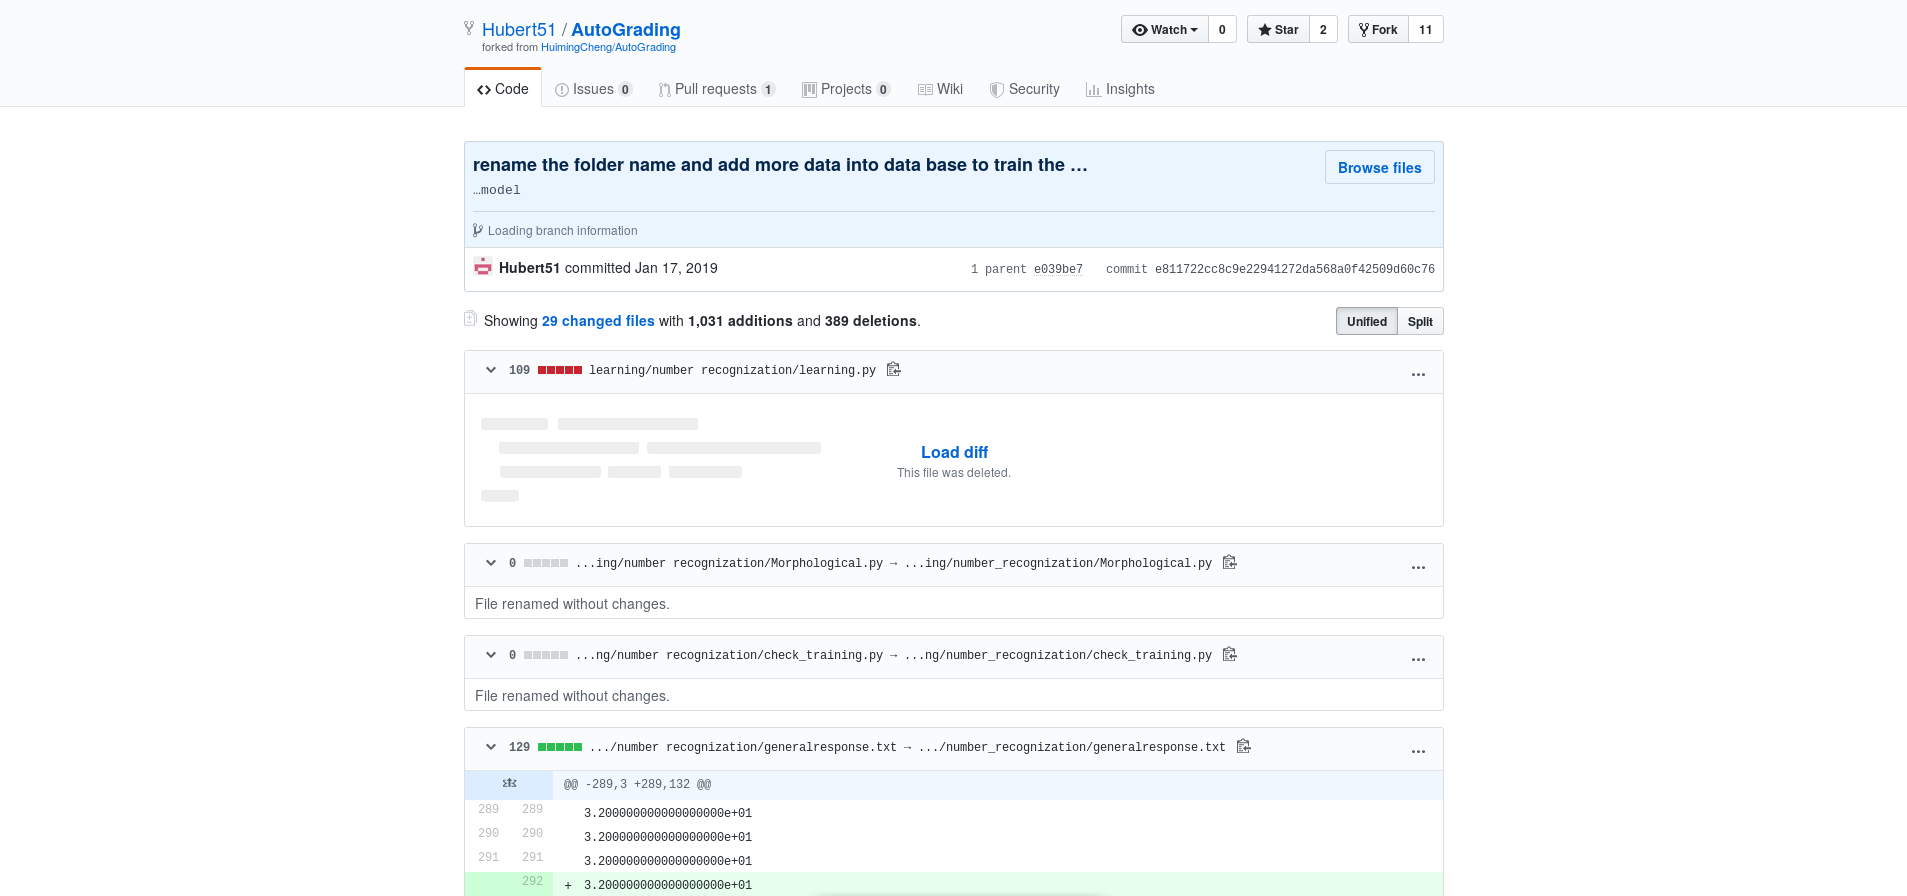 Hubert51 / AutoGrading
forked from HuimingCheng/AutoGrading
Watch 0 Star 2 Fork 11
Code Issues 0 Pull requests 1 Projects 0 Wiki Security Insights
rename the folder name and add more data into data base to train the …
Browse files
…model
Loading branch information
Hubert51 committed Jan 17, 2019 1 parent e039be7 commit e811722cc8c9e22941272da568a0f42509d60c76
Showing 29 changed files with 1,031 additions and 389 deletions.
Unified Split
109 learning/number recognization/learning.py
Load diff
This file was deleted.
0 ...ing/number recognization/Morphological.py → ...ing/number_recognization/Morphological.py
File renamed without changes.
0 ...ng/number recognization/check_training.py → ...ng/number_recognization/check_training.py
File renamed without changes.
129 .../number recognization/generalresponse.txt → .../number_recognization/generalresponse.txt
@@ -289,3 +289,132 @@
289 289 3.200000000000000000e+01
290 290 3.200000000000000000e+01
291 291 3.200000000000000000e+01
292 + 3.200000000000000000e+01